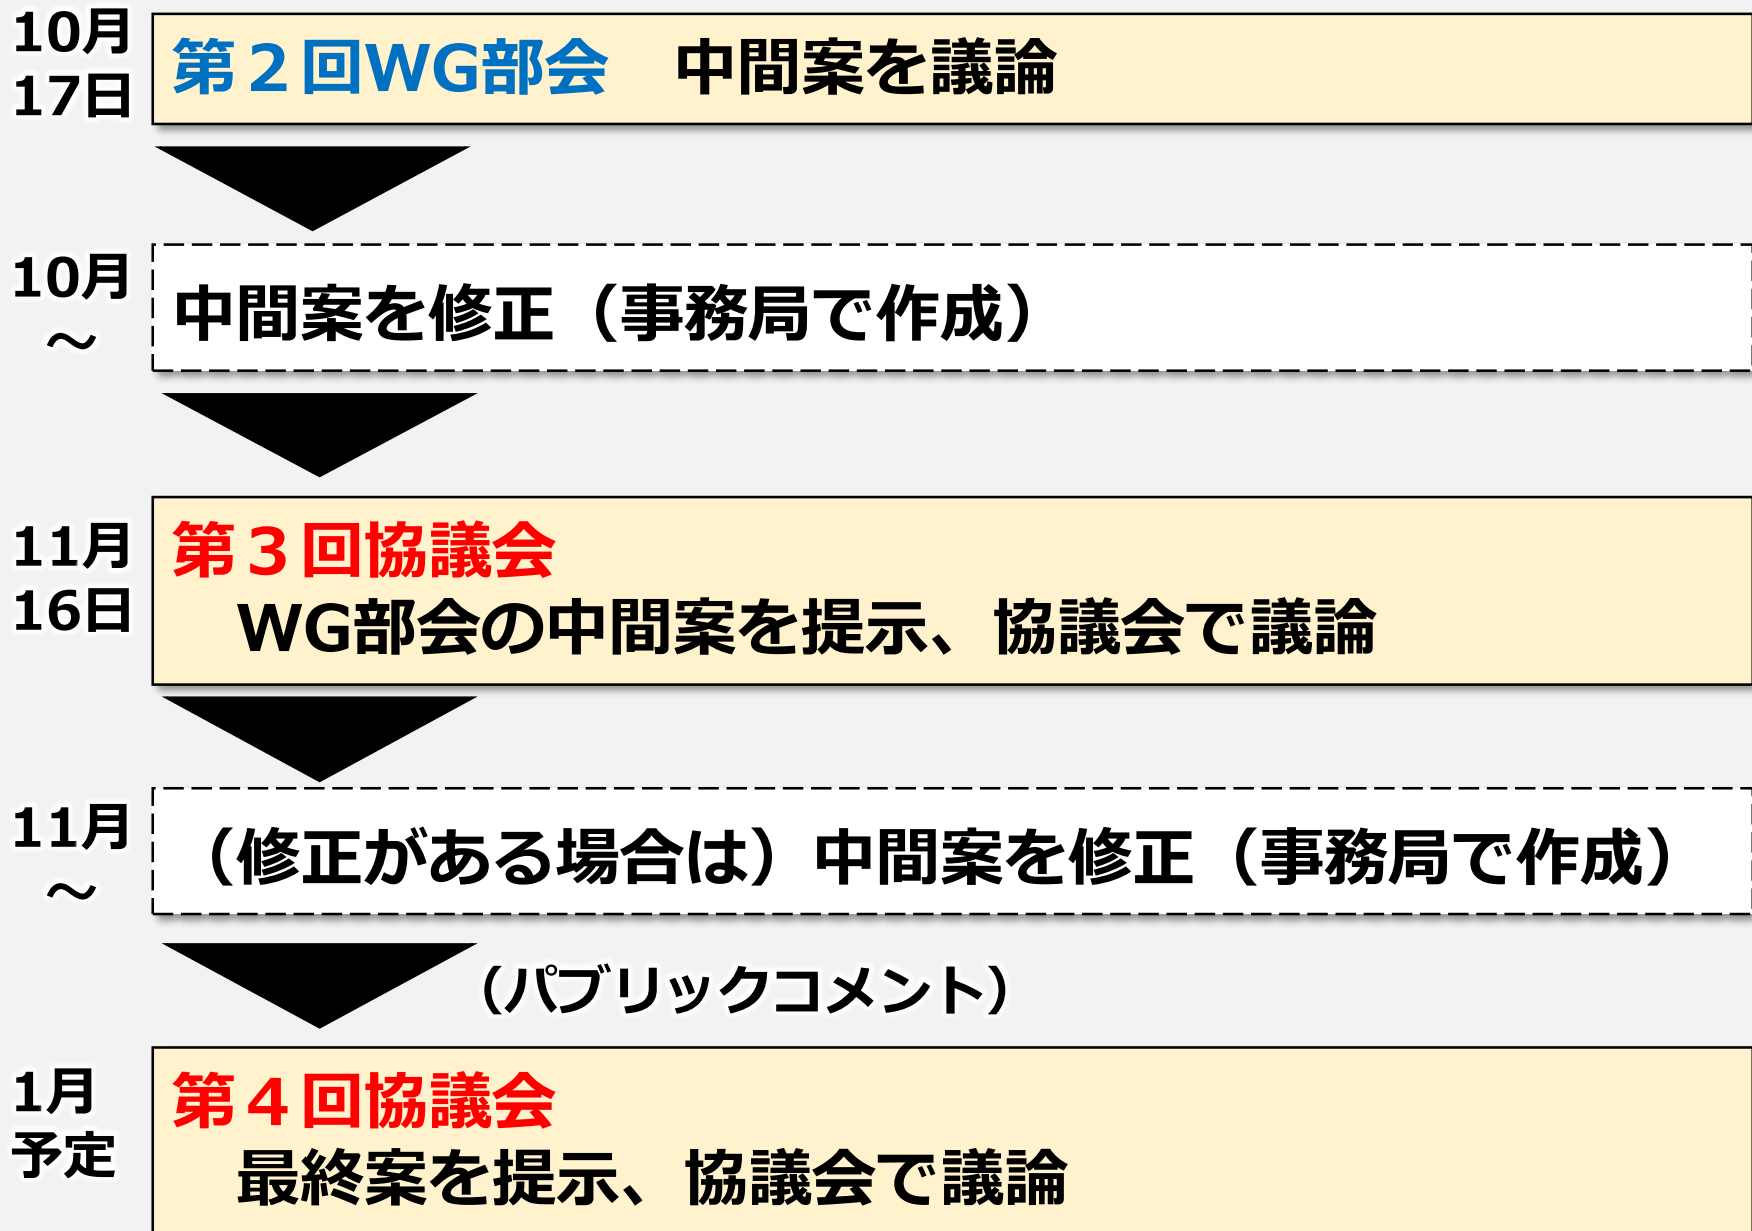 10月
17日
第２回WG部会　中間案を議論
10月
～
中間案を修正（事務局で作成）
11月
16日
第３回協議会
WG部会の中間案を提示、協議会で議論
11月
～
（修正がある場合は）中間案を修正（事務局で作成）
（パブリックコメント）
1月
予定
第４回協議会
最終案を提示、協議会で議論